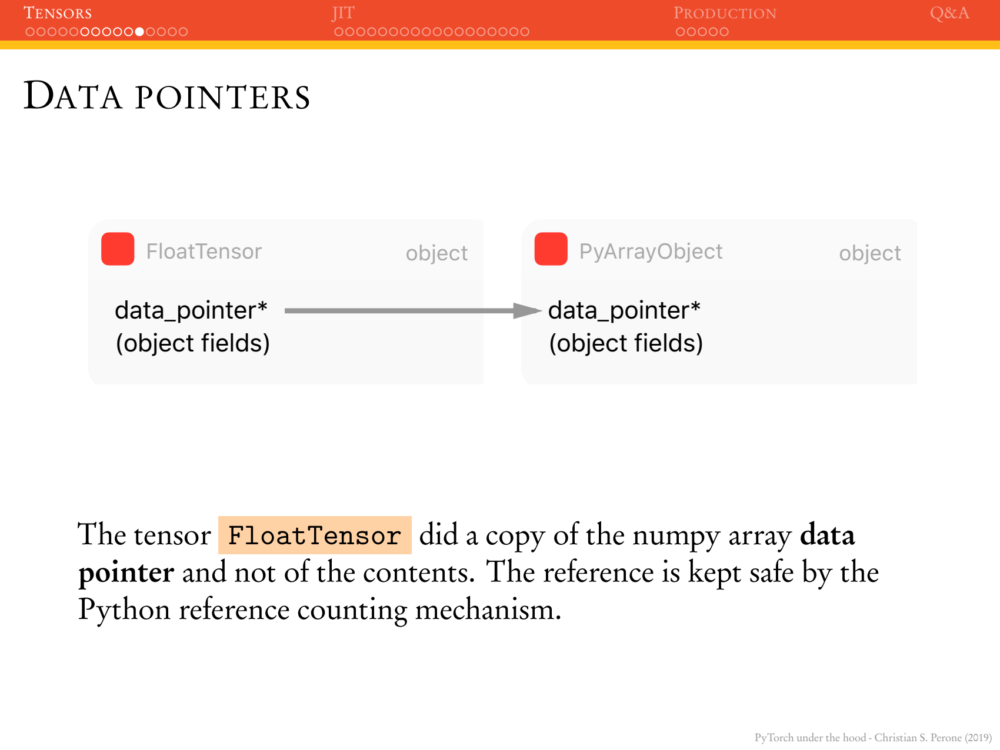 TENSORS JIT PRODUCTION Q&A
DATA POINTERS
FloatTensor object PyArrayObject object
data_pointer* data_pointer*
(object fields) (object fields)
The tensor FloatTensor did a copy of the numpy array data
pointer and not of the contents. The reference is kept safe by the
Python reference counting mechanism.
PyTorch under the hood - Christian S. Perone (2019)